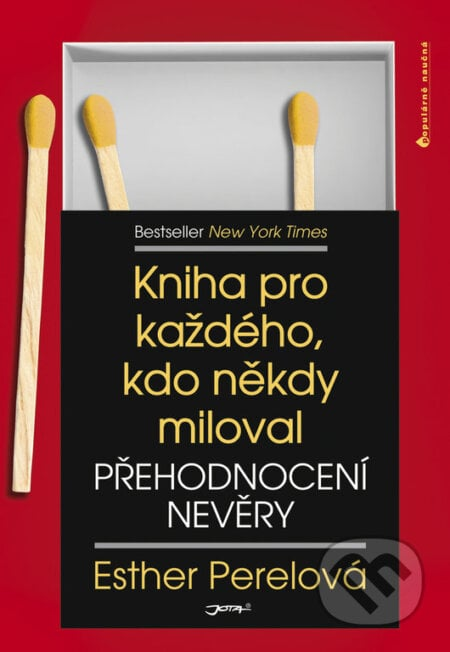 populárně naučná
Bestseller New York Times
Kniha pro
každého,
kdo někdy
miloval
PŘEHODNOCENÍ
NEVĚRY
Esther Perelová
JOTA®
m